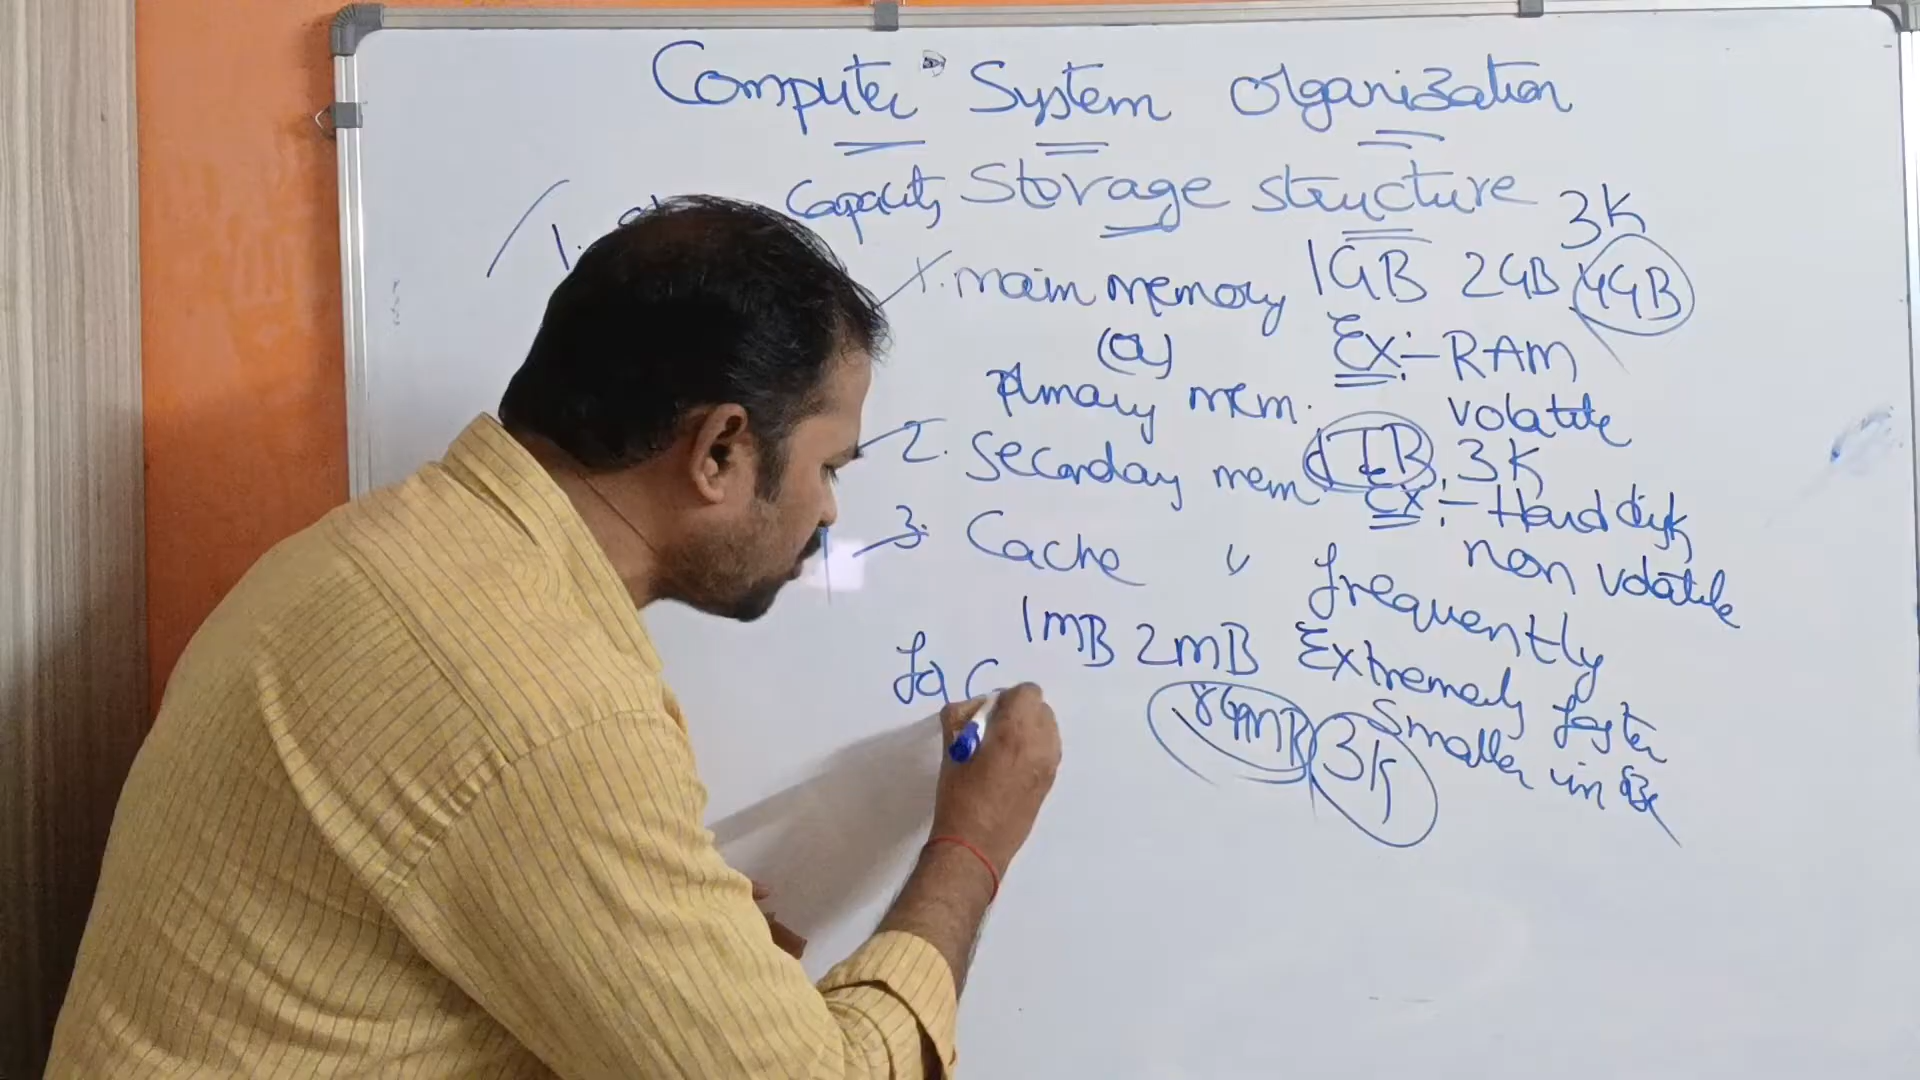 Computer System Organization
Capacity Storage structure 3K
1.
1. main memory 1GB 2GB 4GB
(or) Ex:- RAM
Primary mem. volatile
2. Secondary mem 1TB, 3K
Ex:- Hard disk
3. Cache " frequently non volatile
1MB 2MB Extremely faster
Smaller in
3K